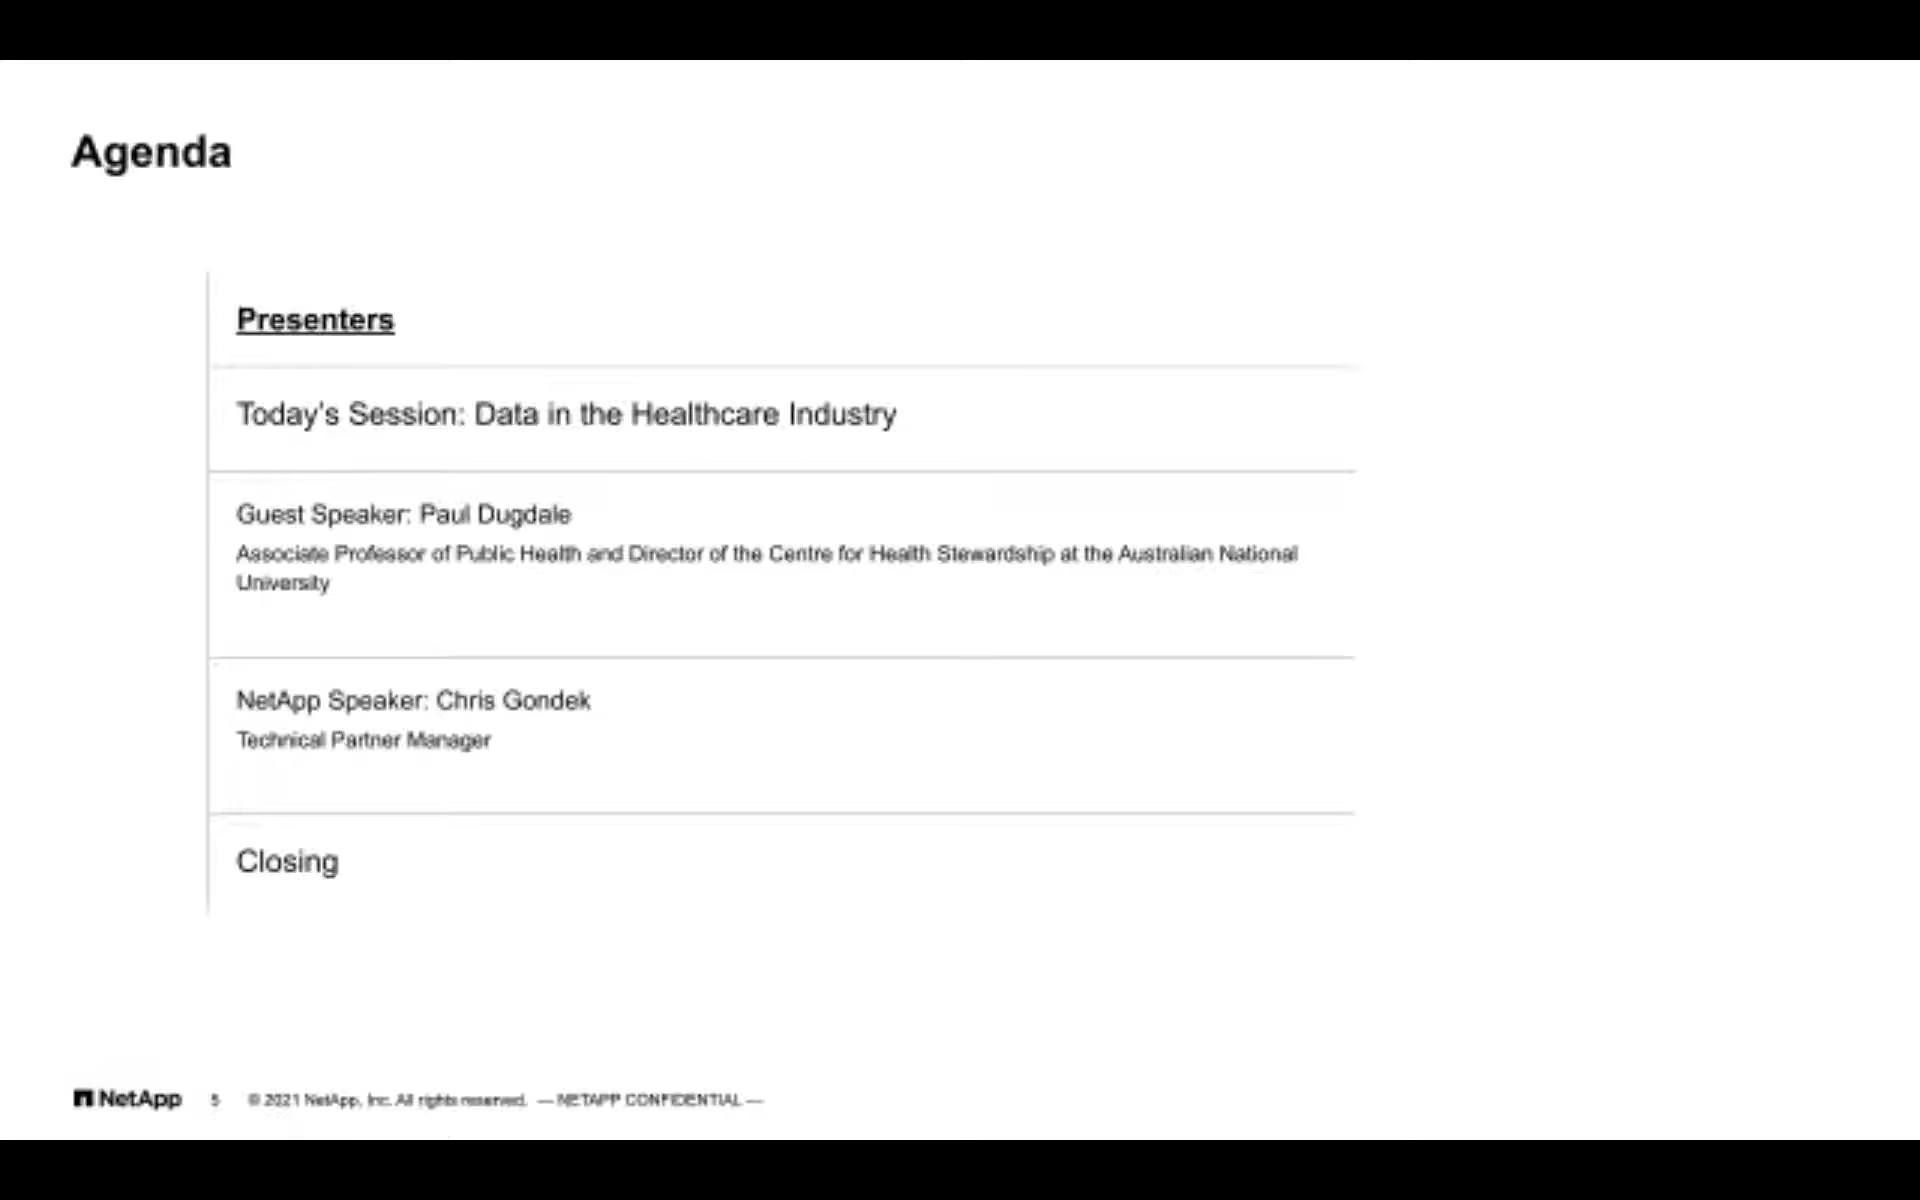 Agenda
Presenters
Today's Session: Data in the Healthcare Industry
Guest Speaker: Paul Dugdale
Associate Professor of Public Health and Director of the Centre for Health Stewardship at the Australian National
University
NetApp Speaker: Chris Gondek
Technical Partner Manager
Closing
NetApp 5 © 2021 NetApp, Inc. All rights reserved. — NETAPP CONFIDENTIAL —